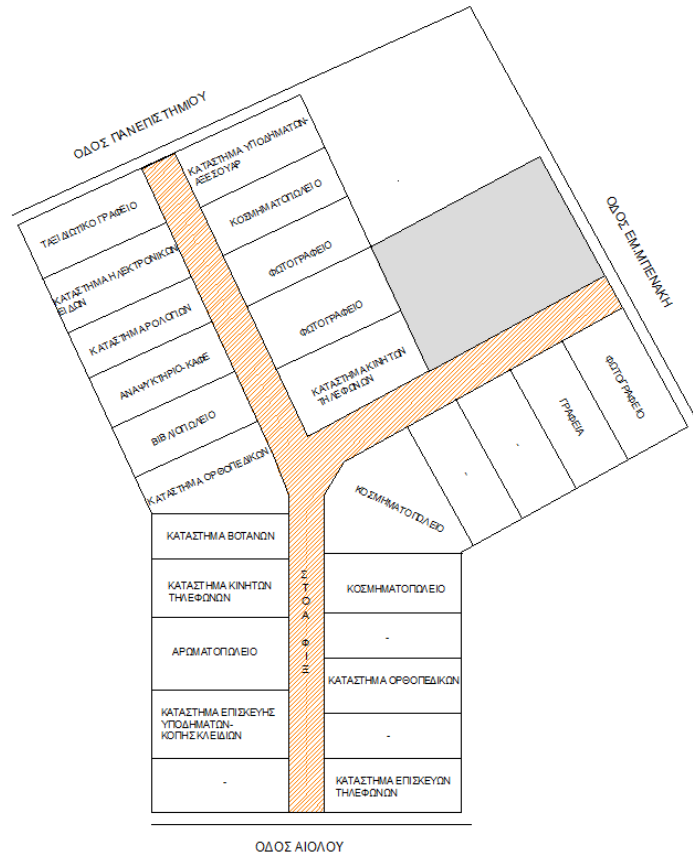 ΟΔΟΣ ΠΑΝΕΠΙΣΤΗΜΙΟΥ
ΚΑΤΑΣΤΗΜΑ ΥΠΟΔΗΜΑΤΩΝ-
ΑΞΕΣΟΥΑΡ
ΤΑΞΙΔΙΩΤΙΚΟ ΓΡΑΦΕΙΟ
ΚΟΣΜΗΜΑΤΟΠΩΛΕΙΟ
ΟΔΟΣ ΕΜ.ΜΠΕΝΑΚΗ
ΚΑΤΑΣΤΗΜΑ ΗΛΕΚΤΡΟΝΙΚΩΝ
ΕΙΔΩΝ
ΦΩΤΟΓΡΑΦΕΙΟ
ΚΑΤΑΣΤΗΜΑ ΡΟΛΟΓΙΩΝ
ΦΩΤΟΓΡΑΦΕΙΟ
ΑΝΑΨΥΚΤΗΡΙΟ-ΚΑΦΕ
ΚΑΤΑΣΤΗΜΑ ΚΙΝΗΤΩΝ
ΤΗΛΕΦΩΝΩΝ
ΒΙΒΛΙΟΠΩΛΕΙΟ
ΦΩΤΟΓΡΑΦΕΙΟ
ΓΡΑΦΕΙΑ
-
-
ΚΑΤΑΣΤΗΜΑ ΟΡΘΟΠΕΔΙΚΩΝ
ΚΟΣΜΗΜΑΤΟΠΩΛΕΙΟ
ΚΑΤΑΣΤΗΜΑ ΒΟΤΑΝΩΝ
ΣΤΟΑ ΦΙΞ
ΚΑΤΑΣΤΗΜΑ ΚΙΝΗΤΩΝ
ΤΗΛΕΦΩΝΩΝ
ΚΟΣΜΗΜΑΤΟΠΩΛΕΙΟ
-
ΑΡΩΜΑΤΟΠΩΛΕΙΟ
ΚΑΤΑΣΤΗΜΑ ΟΡΘΟΠΕΔΙΚΩΝ
ΚΑΤΑΣΤΗΜΑ ΕΠΙΣΚΕΥΗΣ
ΥΠΟΔΗΜΑΤΩΝ-
ΚΟΠΗΣ ΚΛΕΙΔΙΩΝ
-
-
ΚΑΤΑΣΤΗΜΑ ΕΠΙΣΚΕΥΩΝ
ΤΗΛΕΦΩΝΩΝ
ΟΔΟΣ ΑΙΟΛΟΥ